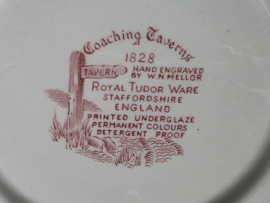 Coaching Taverns
1828
TAVERN
HAND ENGRAVED
BY W.N. MELLOR
ROYAL TUDOR WARE
STAFFORDSHIRE
ENGLAND
PRINTED UNDERGLAZE
PERMANENT COLOURS
DETERGENT PROOF